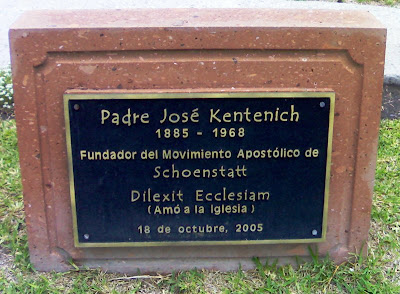 Padre José Kentenich
1885 - 1968
Fundador del Movimiento Apostólico de
Schoenstatt
Dilexit Ecclesiam
( Amó a la Iglesia )
18 de octubre, 2005